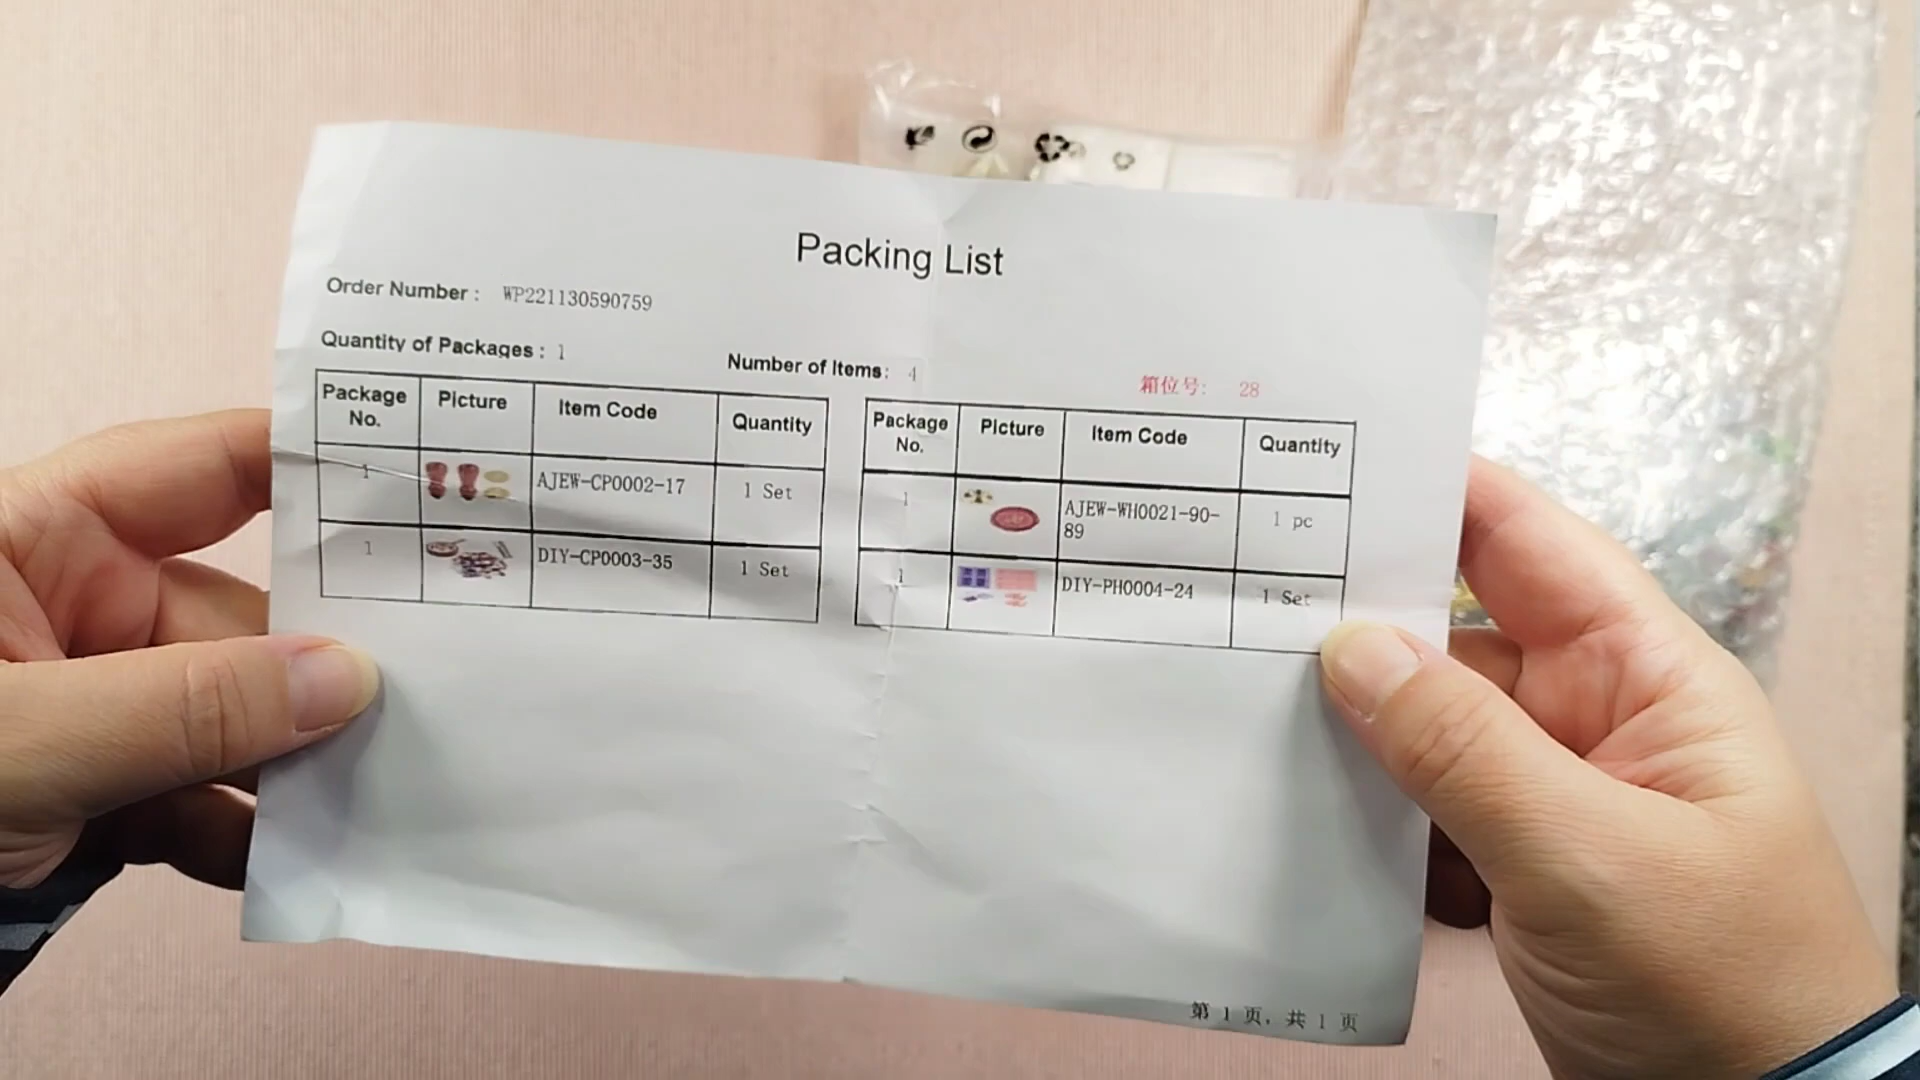 Packing List
Order Number : WP221130590759
Quantity of Packages : 1
Number of Items: 4
箱位号: 28
Package No. Picture Item Code Quantity
1 AJEW-CP0002-17 1 Set
1 DIY-CP0003-35 1 Set
Package No. Picture Item Code Quantity
1 AJEW-WH0021-90-
89 1 pc
1 DIY-PH0004-24 1 Set
第 1 页, 共 1 页